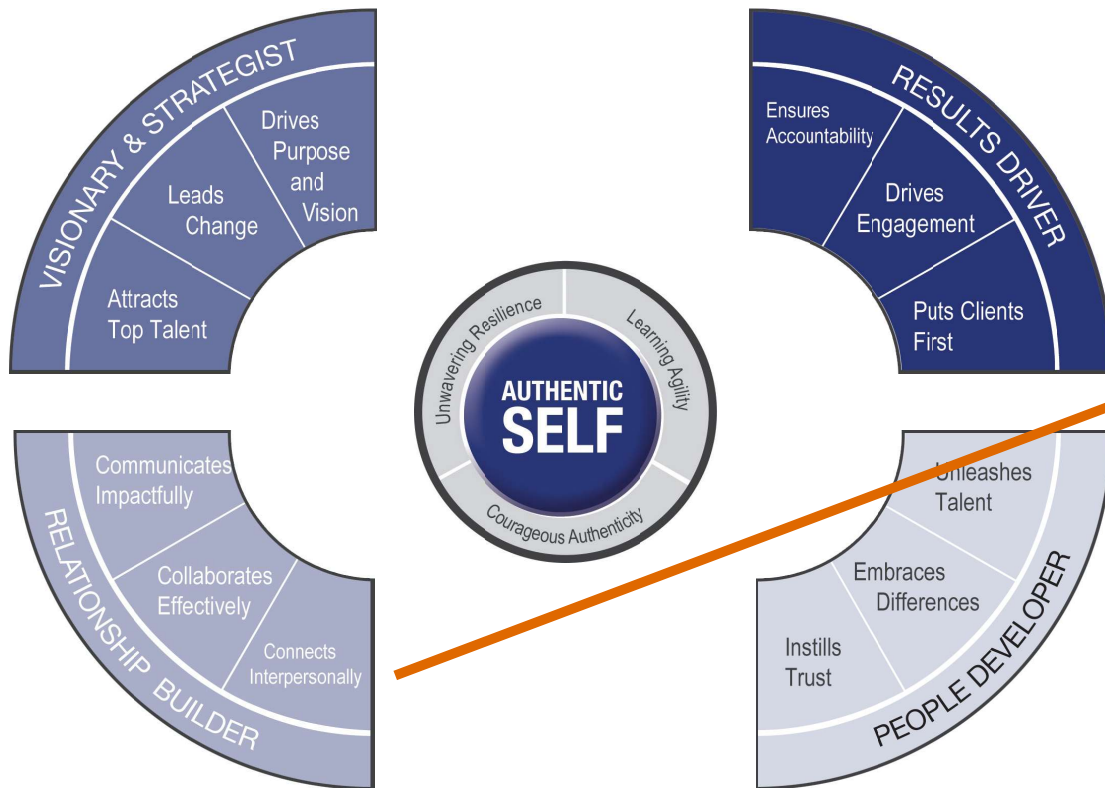 VISIONARY & STRATEGIST
Drives
Purpose
and
Vision
Leads
Change
Attracts
Top Talent
RESULTS DRIVER
Ensures
Accountability
Drives
Engagement
Puts Clients
First
Unwavering Resilience
Learning Agility
AUTHENTIC
SELF
Courageous Authenticity
Communicates
Impactfully
Collaborates
Effectively
Connects
Interpersonally
RELATIONSHIP BUILDER
Unleashes
Talent
Embraces
Differences
Instills
Trust
PEOPLE DEVELOPER